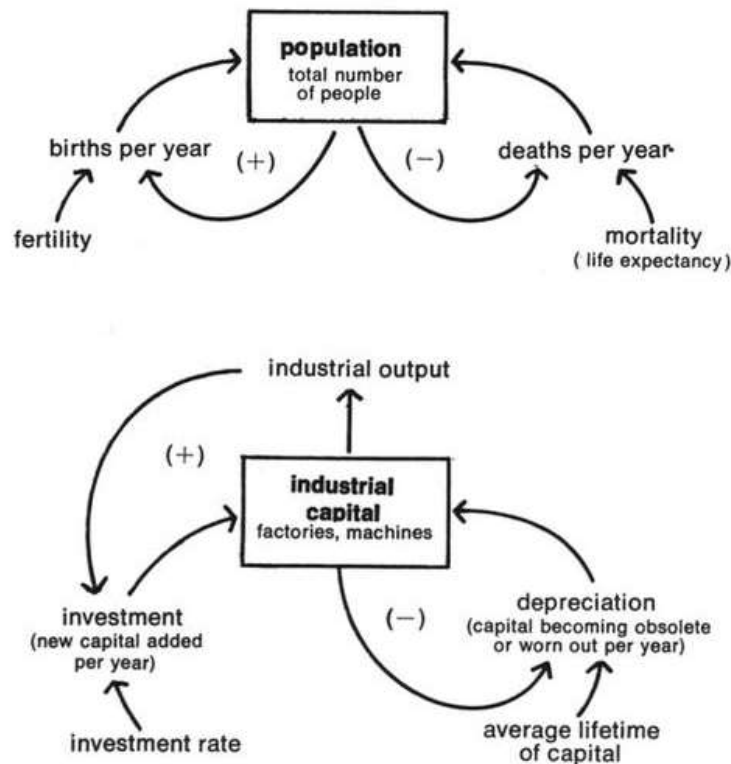 population
total number
of people
births per year
(+)
(−)
deaths per year
fertility
mortality
( life expectancy)
industrial output
(+)
industrial
capital
factories, machines
investment
(new capital added
per year)
(−)
depreciation
(capital becoming obsolete
or worn out per year)
investment rate
average lifetime
of capital